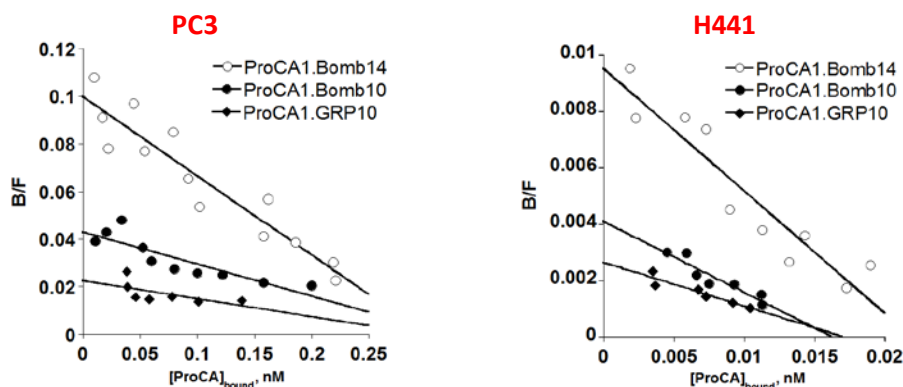 PC3
0.12
0.1
0.08
0.06
0.04
0.02
0
B/F
ProCA1.Bomb14
ProCA1.Bomb10
ProCA1.GRP10
0 0.05 0.1 0.15 0.2 0.25
[ProCA]bound, nM
H441
0.01
0.008
0.006
0.004
0.002
0
B/F
ProCA1.Bomb14
ProCA1.Bomb10
ProCA1.GRP10
0 0.005 0.01 0.015 0.02
[ProCA]bound, nM